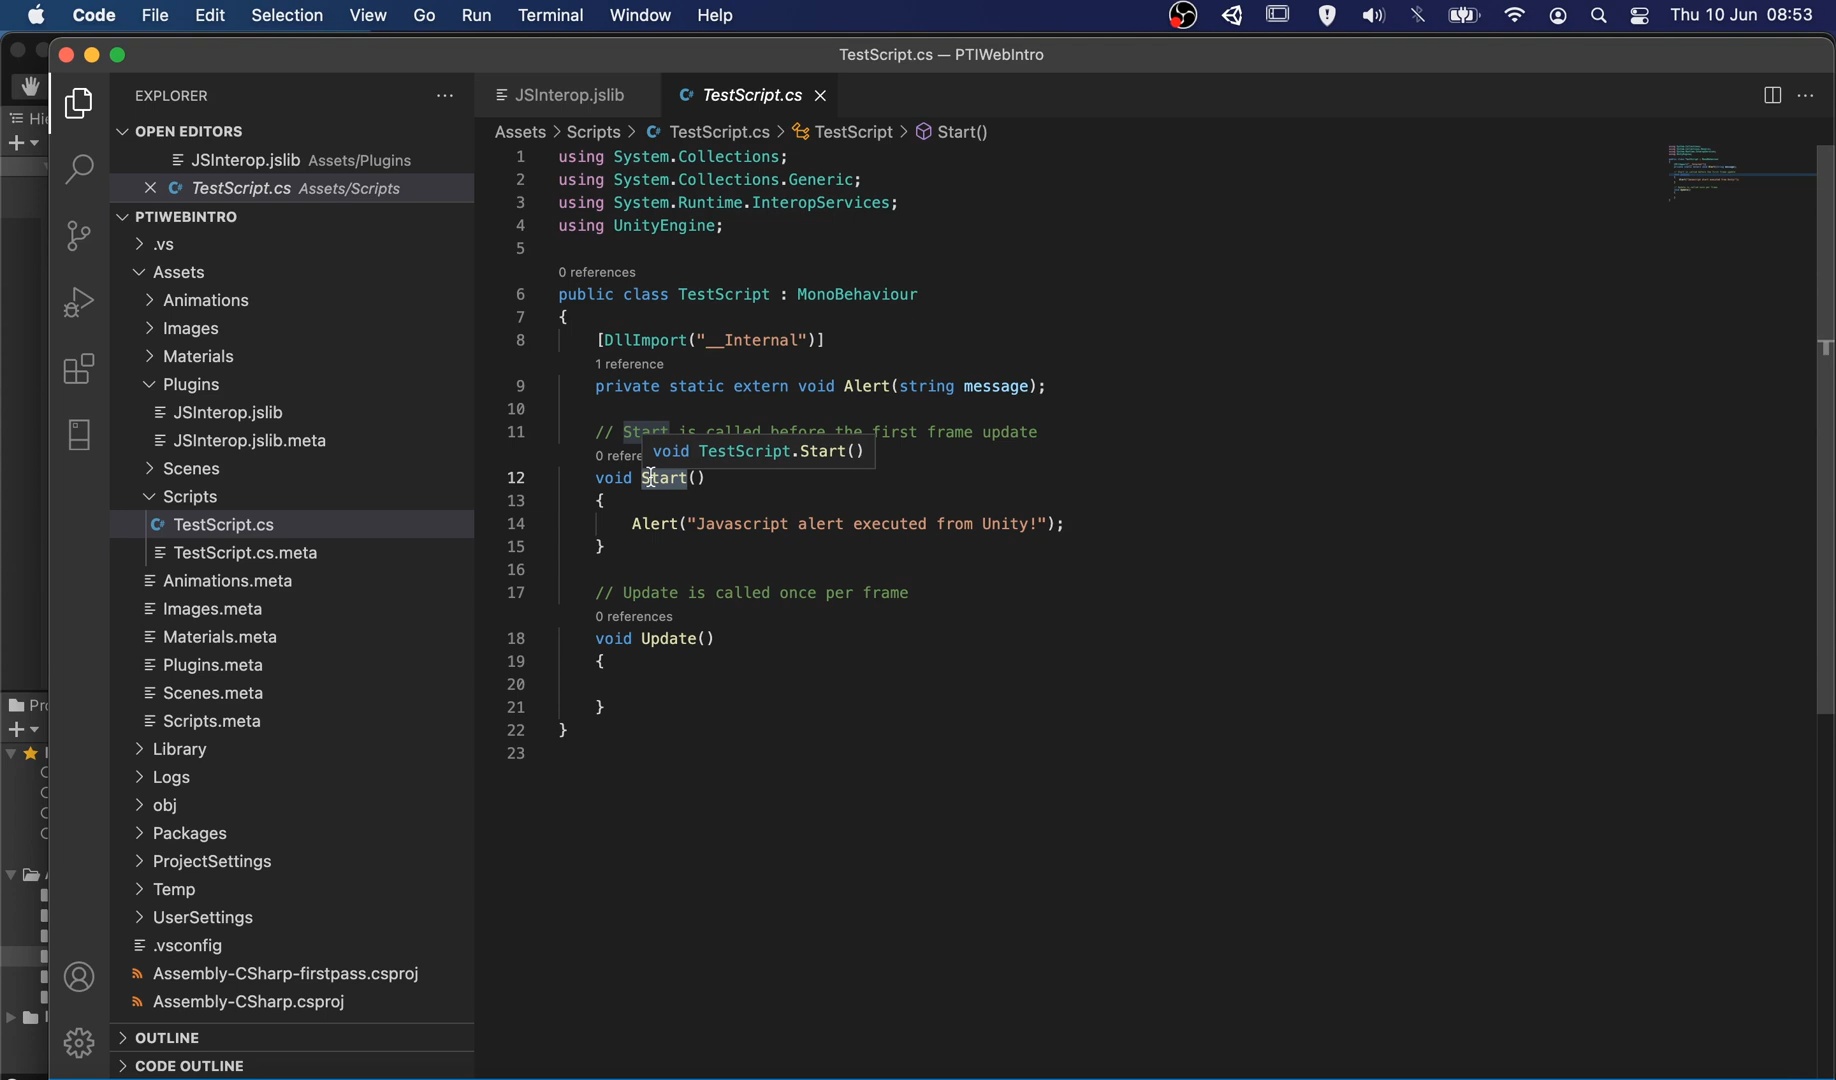 Code File Edit Selection View Go Run Terminal Window Help Thu 10 Jun 08:53
TestScript.cs — PTIWebIntro
EXPLORER
OPEN EDITORS
JSInterop.jslib Assets/Plugins
TestScript.cs Assets/Scripts
PTIWEBINTRO
.vs
Assets
Animations
Images
Materials
Plugins
JSInterop.jslib
JSInterop.jslib.meta
Scenes
Scripts
TestScript.cs
TestScript.cs.meta
Animations.meta
Images.meta
Materials.meta
Plugins.meta
Scenes.meta
Scripts.meta
Library
Logs
obj
Packages
ProjectSettings
Temp
UserSettings
.vsconfig
Assembly-CSharp-firstpass.csproj
Assembly-CSharp.csproj
OUTLINE
CODE OUTLINE
JSInterop.jslib TestScript.cs
Assets > Scripts > TestScript.cs > TestScript > Start()
1 using System.Collections;
2 using System.Collections.Generic;
3 using System.Runtime.InteropServices;
4 using UnityEngine;
5
0 references
6 public class TestScript : MonoBehaviour
7 {
8 [DllImport("__Internal")]
1 reference
9 private static extern void Alert(string message);
10
11 // Start is called before the first frame update
void TestScript.Start()
12 void Start()
13 {
14 Alert("Javascript alert executed from Unity!");
15 }
16
17 // Update is called once per frame
0 references
18 void Update()
19 {
20
21 }
22 }
23